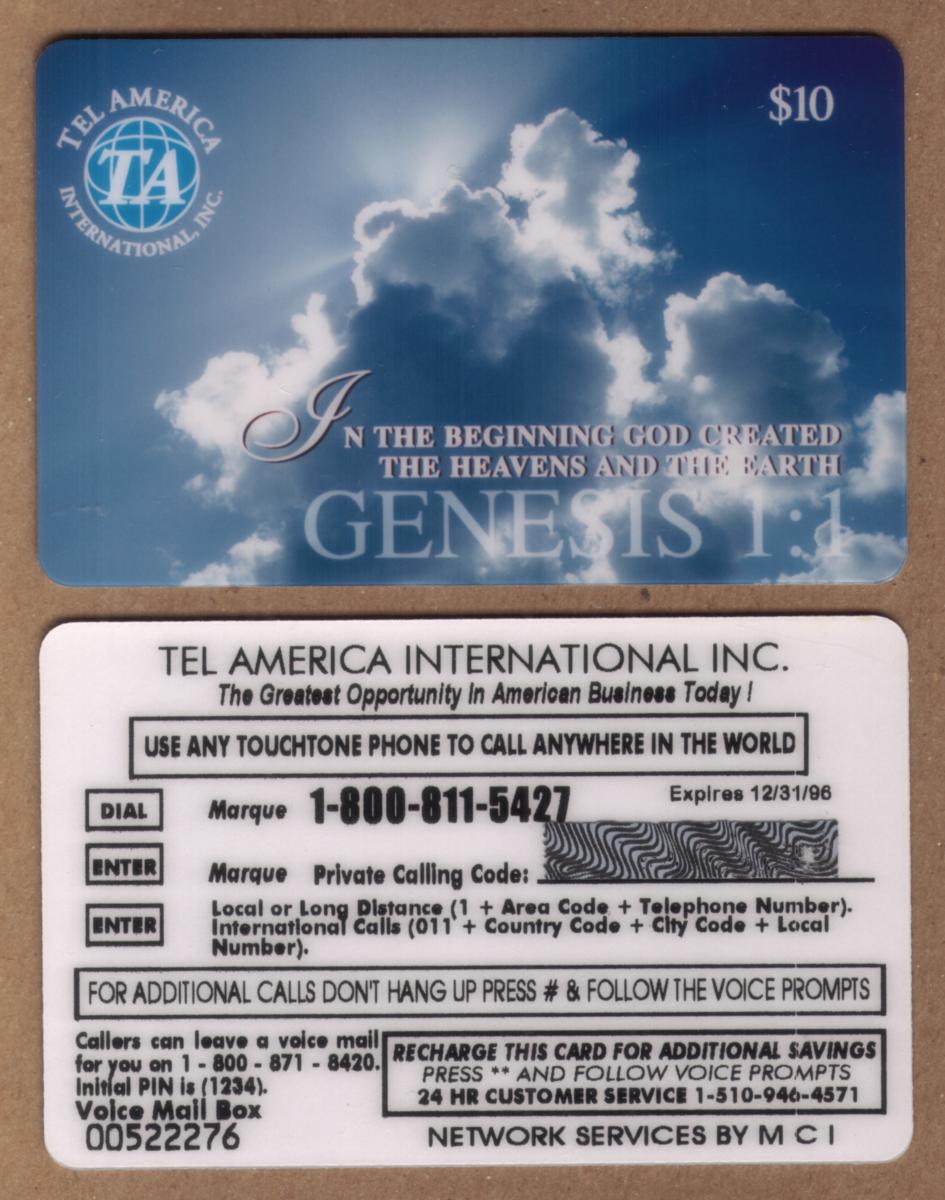 TEL AMERICA
TA
INTERNATIONAL, INC.
$10
IN THE BEGINNING GOD CREATED
THE HEAVENS AND THE EARTH
GENESIS 1:1
TEL AMERICA INTERNATIONAL INC.
The Greatest Opportunity In American Business Today !
USE ANY TOUCHTONE PHONE TO CALL ANYWHERE IN THE WORLD
DIAL Marque 1-800-811-5427 Expires 12/31/96
ENTER Marque Private Calling Code:
ENTER Local or Long Distance (1 + Area Code + Telephone Number).
International Calls (011 + Country Code + City Code + Local
Number).
FOR ADDITIONAL CALLS DON'T HANG UP PRESS # & FOLLOW THE VOICE PROMPTS
Callers can leave a voice mail
for you on 1 - 800 - 871 - 8420.
Initial PIN is (1234).
Voice Mail Box
00522276
RECHARGE THIS CARD FOR ADDITIONAL SAVINGS
PRESS ** AND FOLLOW VOICE PROMPTS
24 HR CUSTOMER SERVICE 1-510-946-4571
NETWORK SERVICES BY M C I